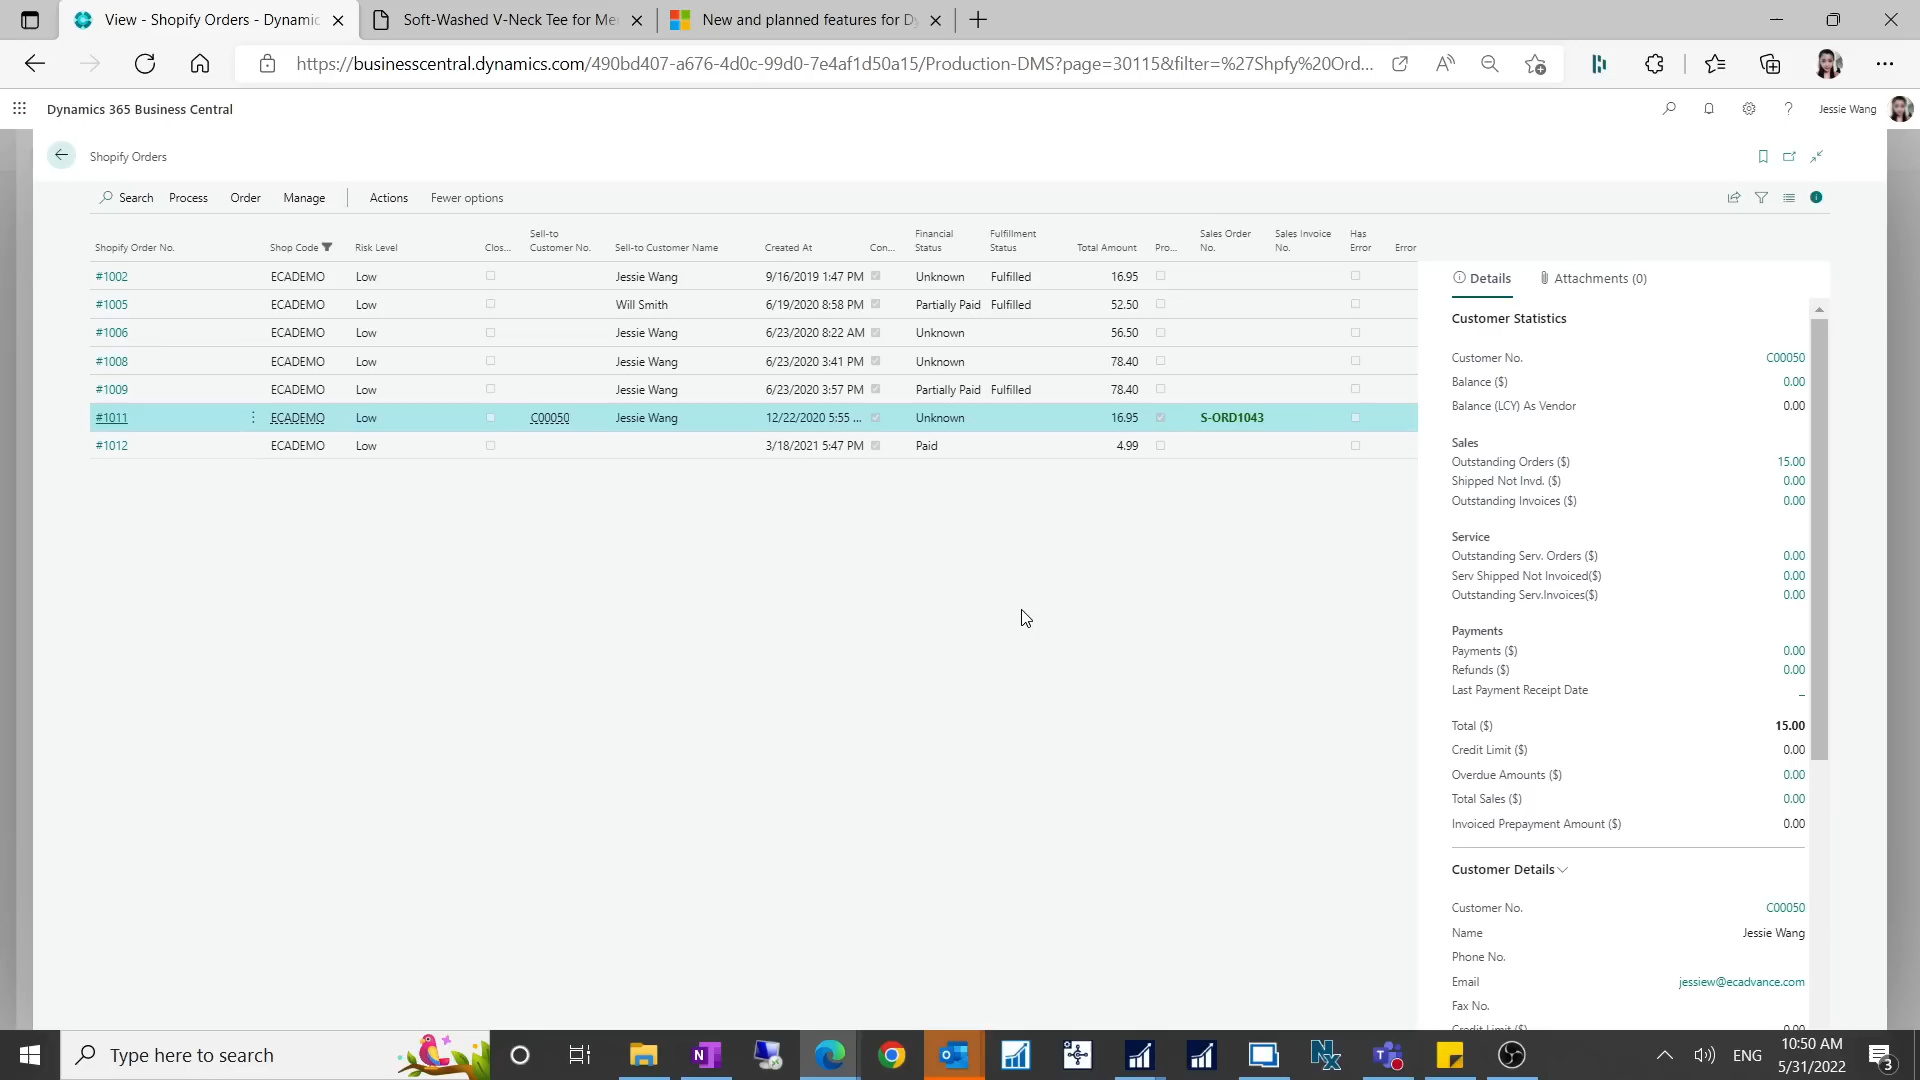 View - Shopify Orders - Dynamic
Soft-Washed V-Neck Tee for Me
New and planned features for Dy
https://businesscentral.dynamics.com/490bd407-a676-4d0c-99d0-7e4af1d50a15/Production-DMS?page=30115&filter=%27Shpfy%20Ord...
Dynamics 365 Business Central
Jessie Wang
Shopify Orders
Search Process Order Manage Actions Fewer options
Shopify Order No. Shop Code Risk Level Clos... Sell-to Customer No. Sell-to Customer Name Created At Con... Financial Status Fulfillment Status Total Amount Pro... Sales Order No. Sales Invoice No. Has Error Error
#1002 ECADEMO Low Jessie Wang 9/16/2019 1:47 PM Unknown Fulfilled 16.95
#1005 ECADEMO Low Will Smith 6/19/2020 8:58 PM Partially Paid Fulfilled 52.50
#1006 ECADEMO Low Jessie Wang 6/23/2020 8:22 AM Unknown 56.50
#1008 ECADEMO Low Jessie Wang 6/23/2020 3:41 PM Unknown 78.40
#1009 ECADEMO Low Jessie Wang 6/23/2020 3:57 PM Partially Paid Fulfilled 78.40
#1011 ECADEMO Low C00050 Jessie Wang 12/22/2020 5:55 ... Unknown 16.95 S-ORD1043
#1012 ECADEMO Low 3/18/2021 5:47 PM Paid 4.99
Details Attachments (0)
Customer Statistics
Customer No. C00050
Balance ($) 0.00
Balance (LCY) As Vendor 0.00
Sales
Outstanding Orders ($) 15.00
Shipped Not Invd. ($) 0.00
Outstanding Invoices ($) 0.00
Service
Outstanding Serv. Orders ($) 0.00
Serv Shipped Not Invoiced($) 0.00
Outstanding Serv.Invoices($) 0.00
Payments
Payments ($) 0.00
Refunds ($) 0.00
Last Payment Receipt Date _
Total ($) 15.00
Credit Limit ($) 0.00
Overdue Amounts ($) 0.00
Total Sales ($) 0.00
Invoiced Prepayment Amount ($) 0.00
Customer Details
Customer No. C00050
Name Jessie Wang
Phone No.
Email jessiew@ecadvance.com
Fax No.
Credit Limit ($) 0.00
Type here to search
ENG
10:50 AM
5/31/2022
3